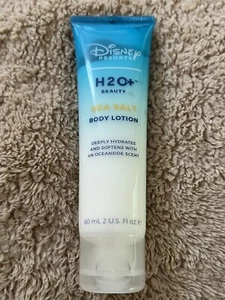 Disney
RESORTS
H2O+
BEAUTY
SEA SALT
BODY LOTION
DEEPLY HYDRATES
AND SOFTENS WITH
AN OCEANSIDE SCENT
60 mL 2 U.S. Fl oz e